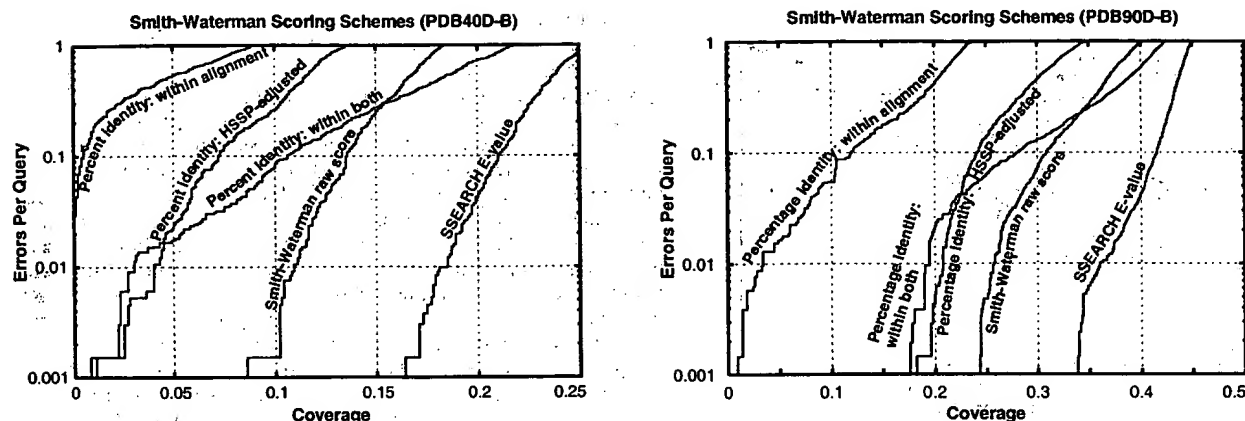 Smith-Waterman Scoring Schemes (PDB40D-B)
Errors Per Query
1
0.1
0.01
0.001
Percent Identity: within alignment
Percent Identity: HSSP-adjusted
Percent Identity: within both
Smith-Waterman raw score
SSEARCH E-value
0
0.05
0.1
0.15
0.2
0.25
Coverage
Smith-Waterman Scoring Schemes (PDB90D-B)
Errors Per Query
1
0.1
0.01
0.001
Percentage Identity: within alignment
Percentage Identity:
within both
Percentage Identity: HSSP-adjusted
Smith-Waterman raw score
SSEARCH E-value
0
0.1
0.2
0.3
0.4
0.5
Coverage